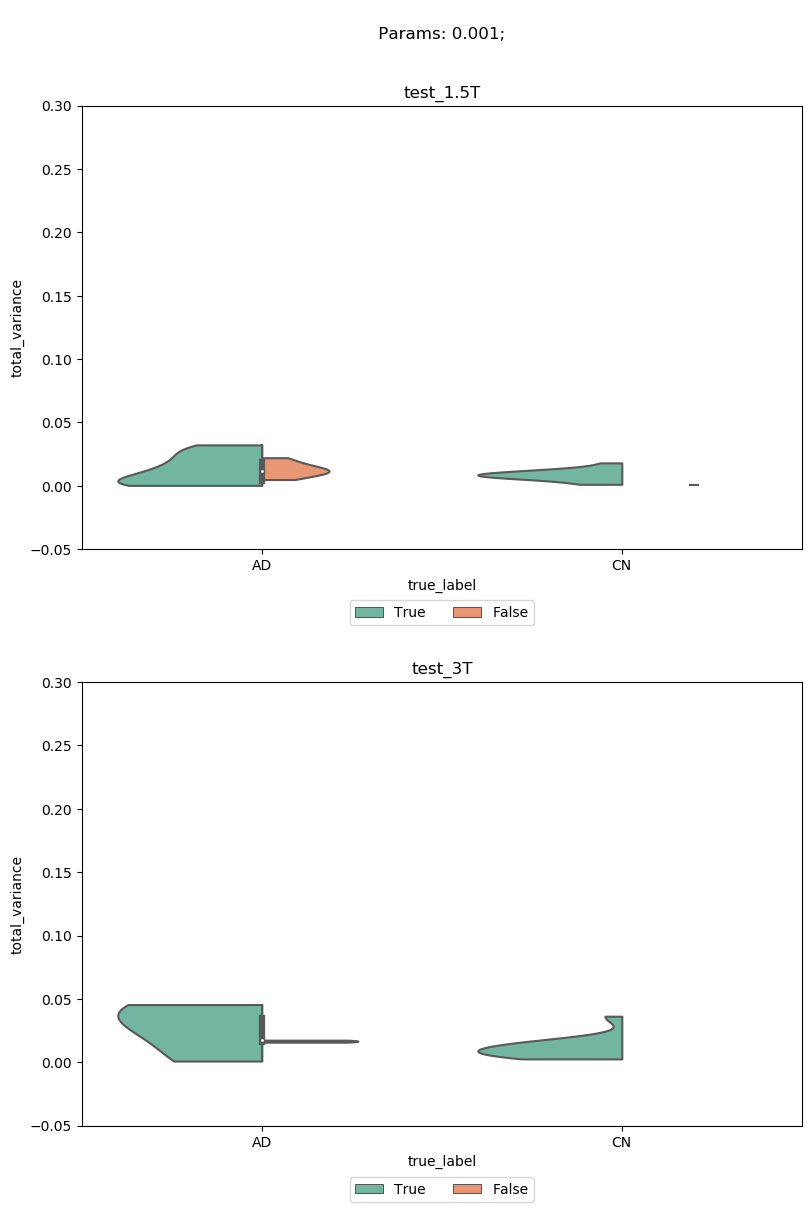 Params: 0.001;
test_1.5T
0.30
0.25
0.20
0.15
0.10
0.05
0.00
−0.05
total_variance
AD CN
true_label
True False
test_3T
0.30
0.25
0.20
0.15
0.10
0.05
0.00
−0.05
total_variance
AD CN
true_label
True False